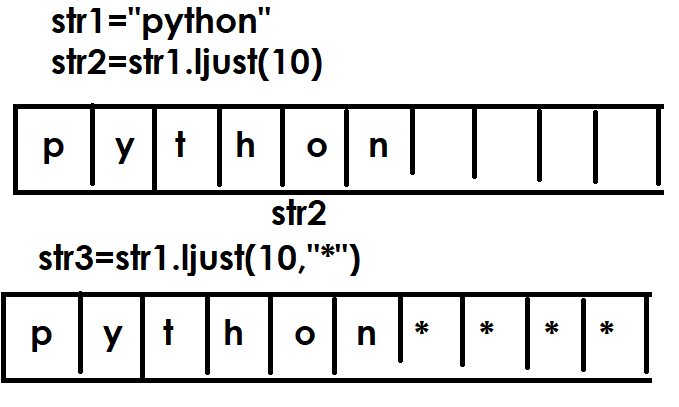 str1="python"
str2=str1.ljust(10)
p y t h o n
str2
str3=str1.ljust(10,"*")
p y t h o n * * * *